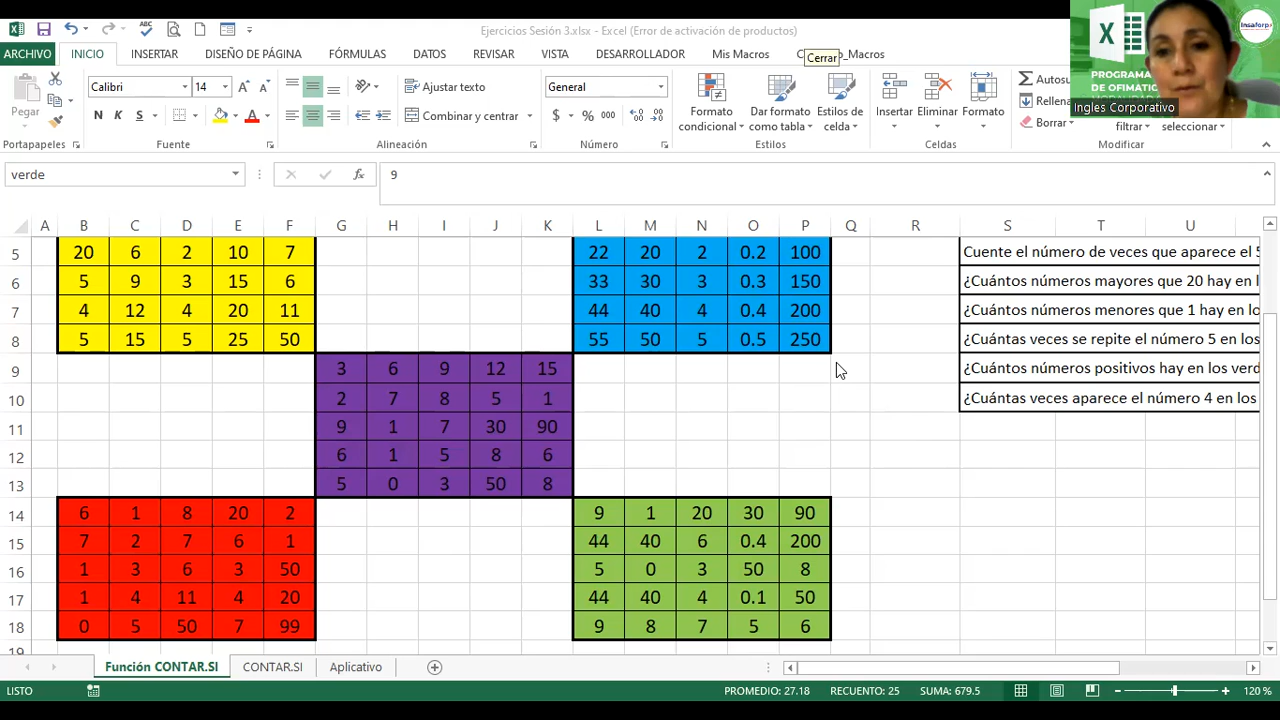 Ejercicios Sesión 3.xlsx - Excel (Error de activación de productos)
ARCHIVO INICIO INSERTAR DISEÑO DE PÁGINA FÓRMULAS DATOS REVISAR VISTA DESARROLLADOR Mis Macros _Macros
Cerrar
Insaforp
PROGRAMA
DE OFIMÁTIC
Ingles Corporativo
Pegar
Calibri 14
N K S
Ajustar texto
Combinar y centrar
General
$ % 000
Formato condicional
Dar formato como tabla
Estilos de celda
Insertar Eliminar Formato
Autosu
Rellena
Borrar
filtrar
seleccionar
Portapapeles Fuente Alineación Número Estilos Celdas Modificar
verde fx 9
A B C D E F G H I J K L M N O P Q R S T U
5 20 6 2 10 7 22 20 2 0.2 100 Cuente el número de veces que aparece el 5
6 5 9 3 15 6 33 30 3 0.3 150 ¿Cuántos números mayores que 20 hay en l
7 4 12 4 20 11 44 40 4 0.4 200 ¿Cuántos números menores que 1 hay en lo
8 5 15 5 25 50 55 50 5 0.5 250 ¿Cuántas veces se repite el número 5 en los
9 3 6 9 12 15 ¿Cuántos números positivos hay en los verd
10 2 7 8 5 1 ¿Cuántas veces aparece el número 4 en los
11 9 1 7 30 90
12 6 1 5 8 6
13 5 0 3 50 8
14 6 1 8 20 2 9 1 20 30 90
15 7 2 7 6 1 44 40 6 0.4 200
16 1 3 6 3 50 5 0 3 50 8
17 1 4 11 4 20 44 40 4 0.1 50
18 0 5 50 7 99 9 8 7 5 6
19
Función CONTAR.SI CONTAR.SI Aplicativo
LISTO PROMEDIO: 27.18 RECUENTO: 25 SUMA: 679.5 120 %